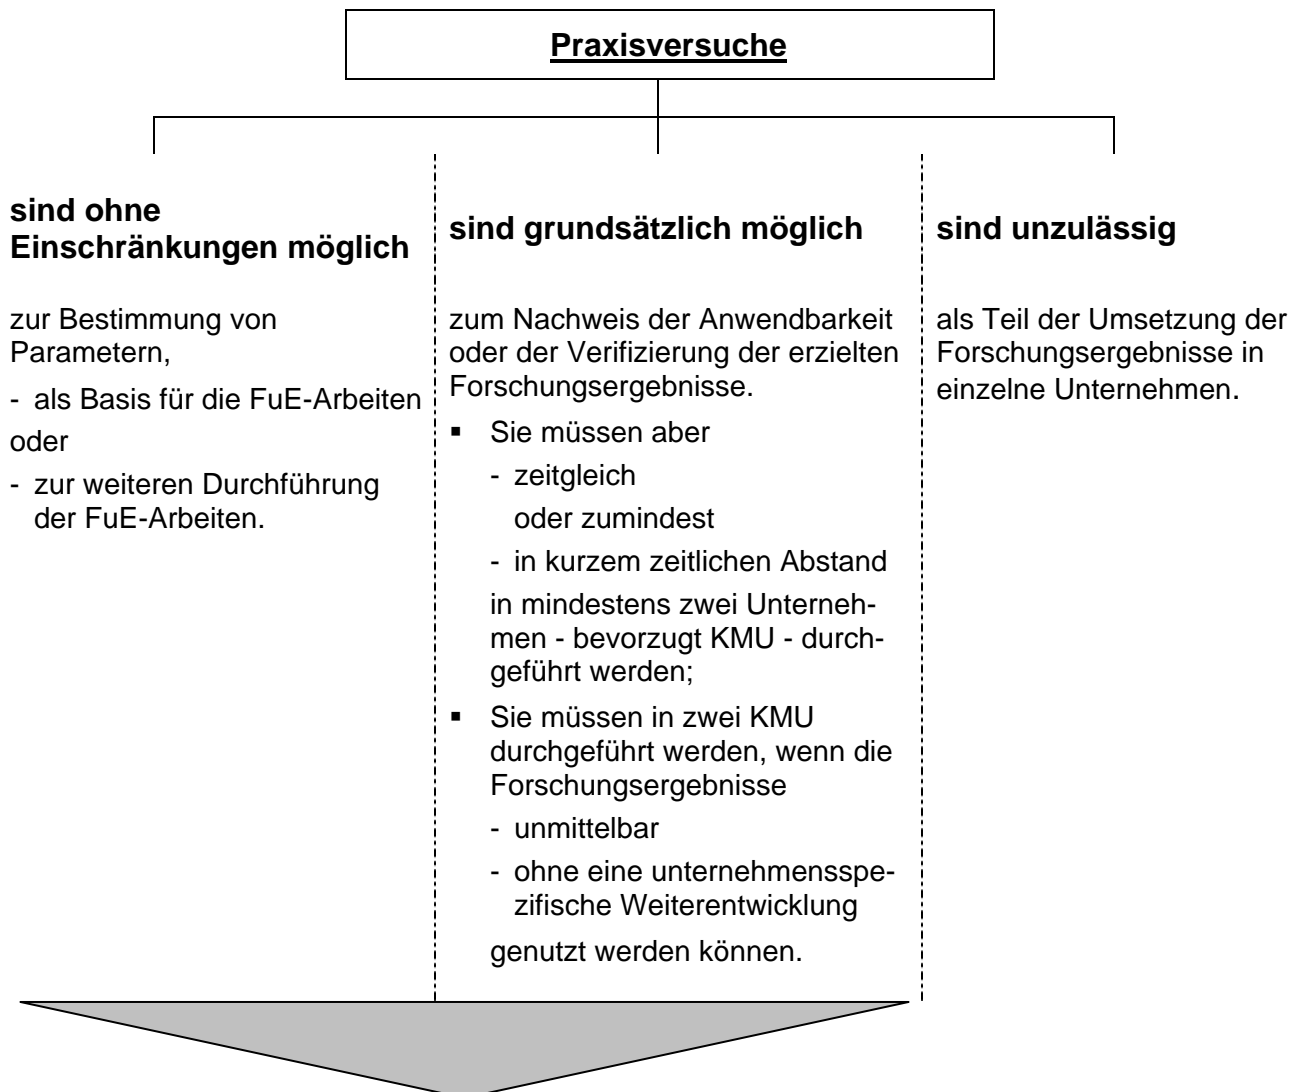 Praxisversuche
sind ohne
Einschränkungen möglich
zur Bestimmung von
Parametern,
- als Basis für die FuE-Arbeiten
oder
- zur weiteren Durchführung
der FuE-Arbeiten.
sind grundsätzlich möglich
zum Nachweis der Anwendbarkeit
oder der Verifizierung der erzielten
Forschungsergebnisse.
▪ Sie müssen aber
- zeitgleich
oder zumindest
- in kurzem zeitlichen Abstand
in mindestens zwei Unterneh-
men - bevorzugt KMU - durch-
geführt werden;
▪ Sie müssen in zwei KMU
durchgeführt werden, wenn die
Forschungsergebnisse
- unmittelbar
- ohne eine unternehmensspe-
zifische Weiterentwicklung
genutzt werden können.
sind unzulässig
als Teil der Umsetzung der
Forschungsergebnisse in
einzelne Unternehmen.